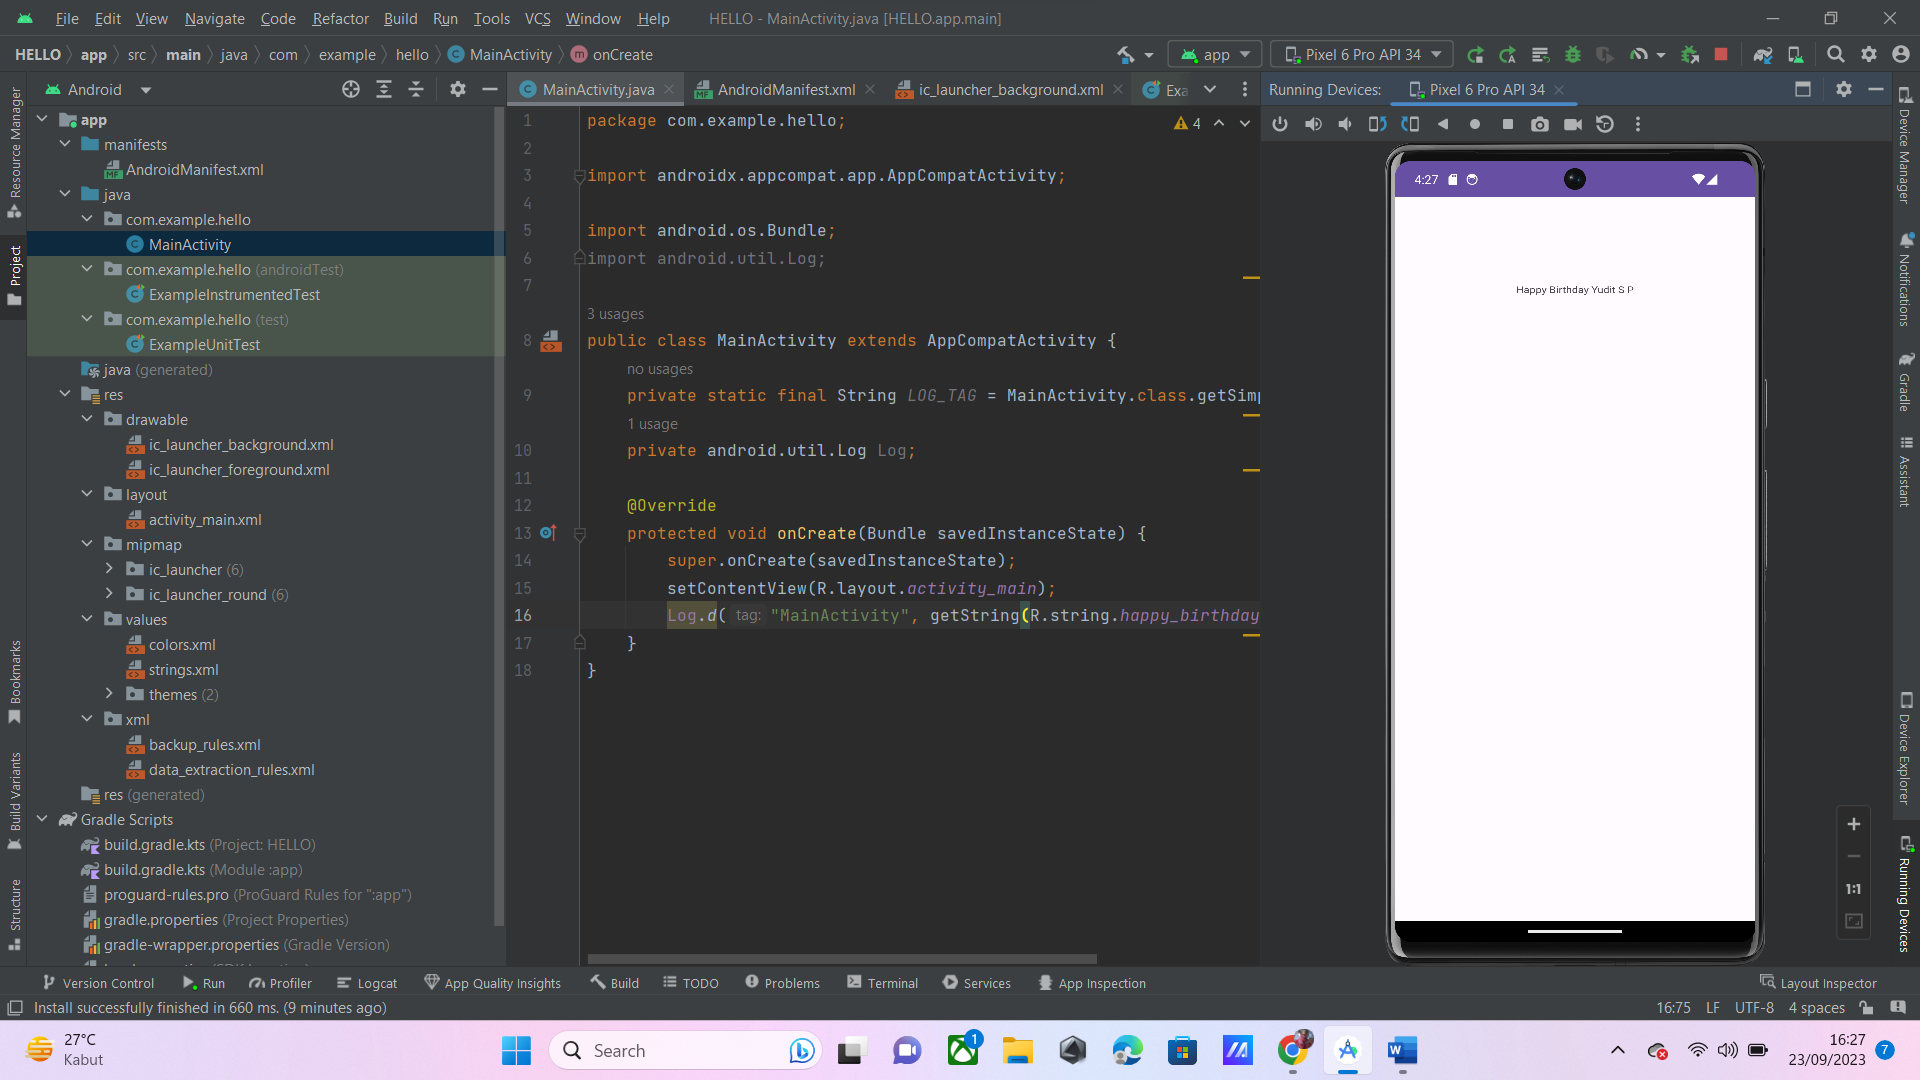 File Edit View Navigate Code Refactor Build Run Tools VCS Window Help HELLO - MainActivity.java [HELLO.app.main]
HELLO app src main java com example hello MainActivity onCreate app Pixel 6 Pro API 34
Android
MainActivity.java AndroidManifest.xml ic_launcher_background.xml Exa
Running Devices: Pixel 6 Pro API 34
Resource Manager
Project
Bookmarks
Build Variants
Structure
app
manifests
AndroidManifest.xml
java
com.example.hello
MainActivity
com.example.hello (androidTest)
ExampleInstrumentedTest
com.example.hello (test)
ExampleUnitTest
java (generated)
res
drawable
ic_launcher_background.xml
ic_launcher_foreground.xml
layout
activity_main.xml
mipmap
ic_launcher (6)
ic_launcher_round (6)
values
colors.xml
strings.xml
themes (2)
xml
backup_rules.xml
data_extraction_rules.xml
res (generated)
Gradle Scripts
build.gradle.kts (Project: HELLO)
build.gradle.kts (Module :app)
proguard-rules.pro (ProGuard Rules for ":app")
gradle.properties (Project Properties)
gradle-wrapper.properties (Gradle Version)
4
1 package com.example.hello;
2
3 import androidx.appcompat.app.AppCompatActivity;
4
5 import android.os.Bundle;
6 import android.util.Log;
7
3 usages
8 public class MainActivity extends AppCompatActivity {
no usages
9 private static final String LOG_TAG = MainActivity.class.getSimp
1 usage
10 private android.util.Log Log;
11
12 @Override
13 protected void onCreate(Bundle savedInstanceState) {
14 super.onCreate(savedInstanceState);
15 setContentView(R.layout.activity_main);
16 Log.d( tag: "MainActivity", getString(R.string.happy_birthday
17 }
18 }
4:27
Happy Birthday Yudit S P
1:1
Device Manager
Notifications
Gradle
Assistant
Device Explorer
Running Devices
Version Control Run Profiler Logcat App Quality Insights Build TODO Problems Terminal Services App Inspection Layout Inspector
Install successfully finished in 660 ms. (9 minutes ago) 16:75 LF UTF-8 4 spaces
27°C
Kabut
Search
1
16:27
23/09/2023
7